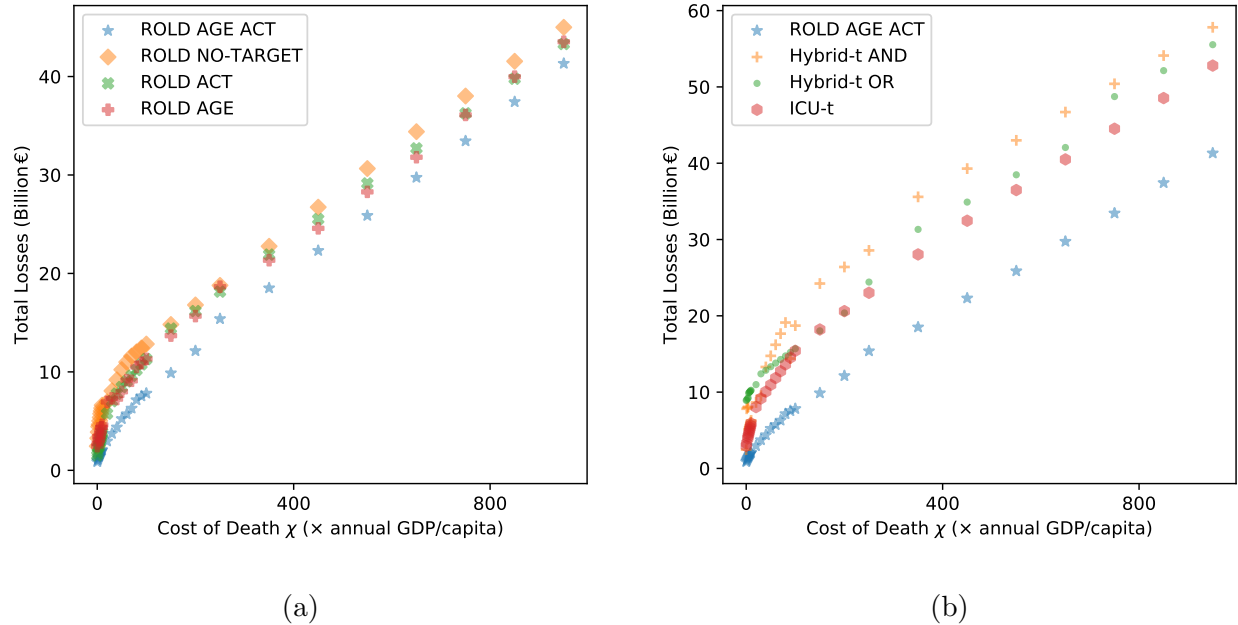 ROLD AGE ACT
ROLD NO-TARGET
ROLD ACT
ROLD AGE
Total Losses (Billion€)
40
30
20
10
0
0
400
800
Cost of Death χ (× annual GDP/capita)
(a)
ROLD AGE ACT
Hybrid-t AND
Hybrid-t OR
ICU-t
Total Losses (Billion€)
60
50
40
30
20
10
0
0
400
800
Cost of Death χ (× annual GDP/capita)
(b)